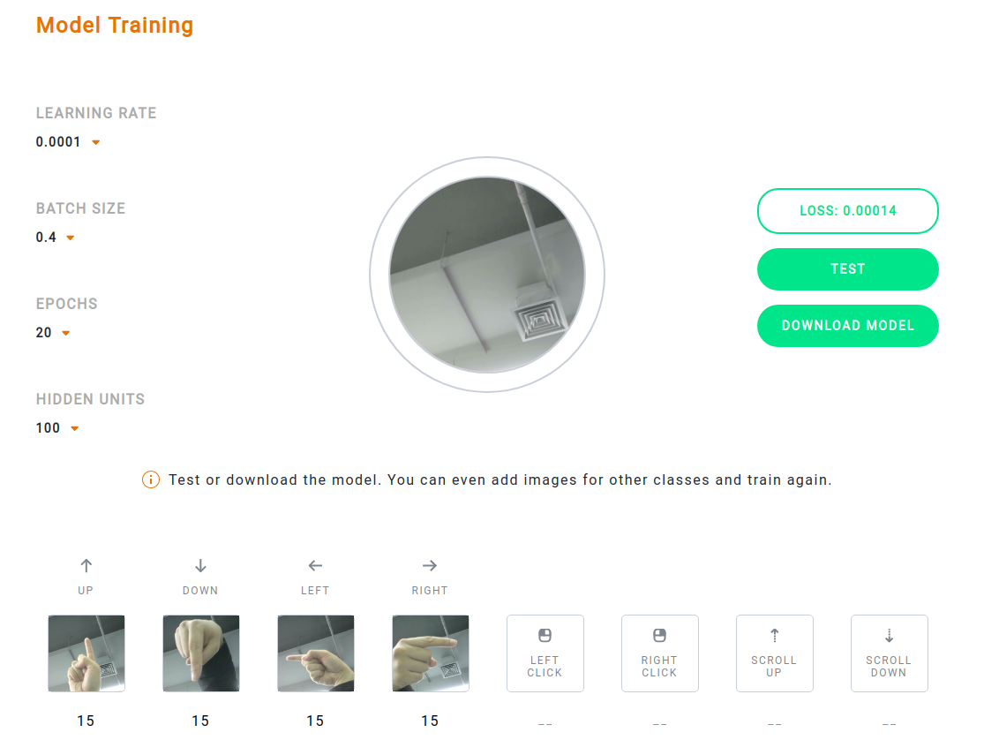 Model Training
LEARNING RATE
0.0001
BATCH SIZE
0.4
EPOCHS
20
HIDDEN UNITS
100
LOSS: 0.00014
TEST
DOWNLOAD MODEL
Test or download the model. You can even add images for other classes and train again.
UP
DOWN
LEFT
RIGHT
LEFT
CLICK
RIGHT
CLICK
SCROLL
UP
SCROLL
DOWN
15
15
15
15
--
--
--
--